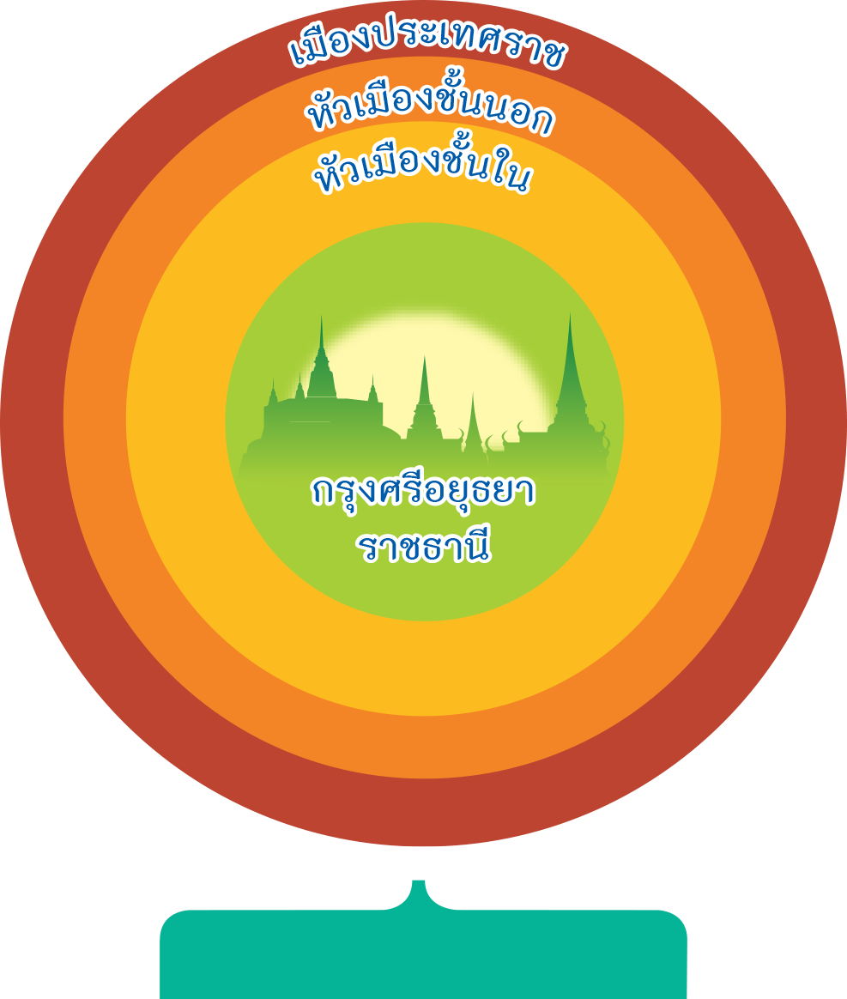 เมืองประเทศราช
หัวเมืองชั้นนอก
หัวเมืองชั้นใน
กรุงศรีอยุธยา
ราชธานี